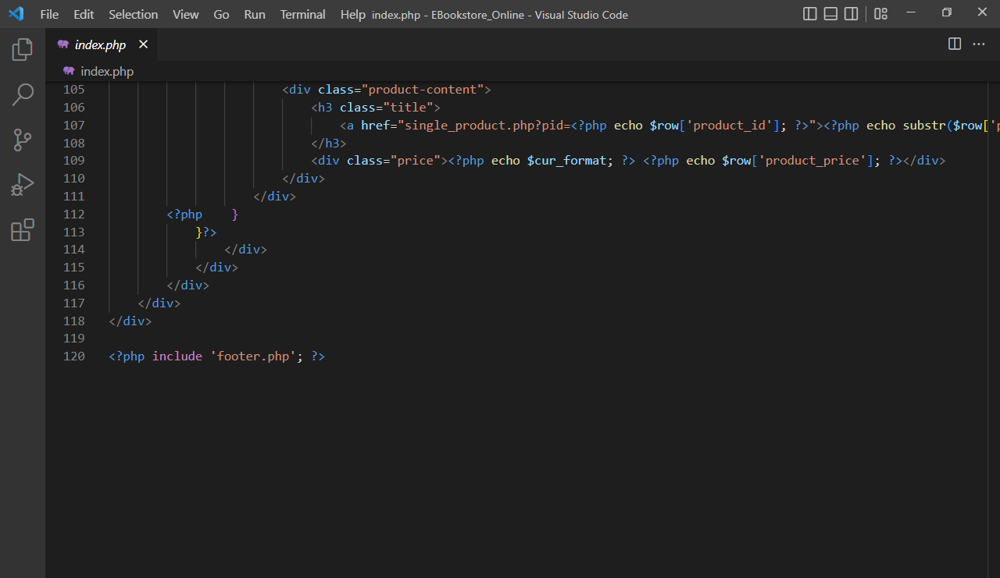 File Edit Selection View Go Run Terminal Help index.php - EBookstore_Online - Visual Studio Code
index.php
index.php
105 <div class="product-content">
106 <h3 class="title">
107 <a href="single_product.php?pid=<?php echo $row['product_id']; ?>"><?php echo substr($row['p
108 </h3>
109 <div class="price"><?php echo $cur_format; ?> <?php echo $row['product_price']; ?></div>
110 </div>
111 </div>
112 <?php    }
113 }?>
114 </div>
115 </div>
116 </div>
117 </div>
118 </div>
119
120 <?php include 'footer.php'; ?>